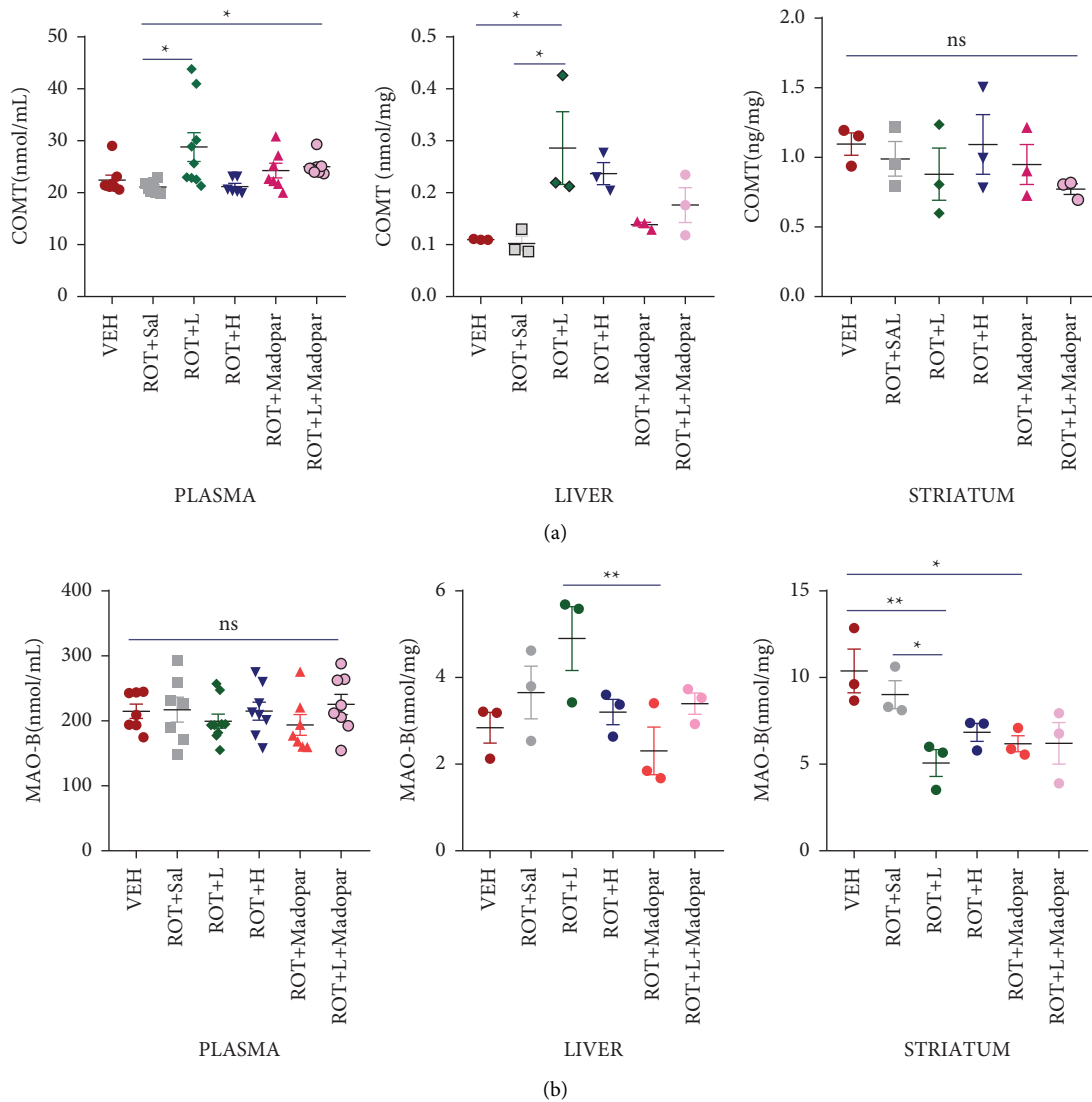 *
*
COMT (nmol/mL)
50
40
30
20
10
0
VEH
ROT+Sal
ROT+L
ROT+H
ROT+Madopar
ROT+L+Madopar
PLASMA
*
*
COMT (nmol/mg)
0.5
0.4
0.3
0.2
0.1
0.0
VEH
ROT+Sal
ROT+L
ROT+H
ROT+Madopar
ROT+L+Madopar
LIVER
ns
COMT(ng/mg)
2.0
1.5
1.0
0.5
0.0
VEH
ROT+SAL
ROT+L
ROT+H
ROT+Madopar
ROT+L+Madopar
STRIATUM
(a)
ns
MAO-B(nmol/mL)
400
300
200
100
0
VEH
ROT+Sal
ROT+L
ROT+H
ROT+Madopar
ROT+L+Madopar
PLASMA
**
MAO-B(nmol/mg)
6
4
2
0
VEH
ROT+Sal
ROT+L
ROT+H
ROT+Madopar
ROT+L+Madopar
LIVER
*
**
*
MAO-B(nmol/mg)
15
10
5
0
VEH
ROT+Sal
ROT+L
ROT+H
ROT+Madopar
ROT+L+Madopar
STRIATUM
(b)